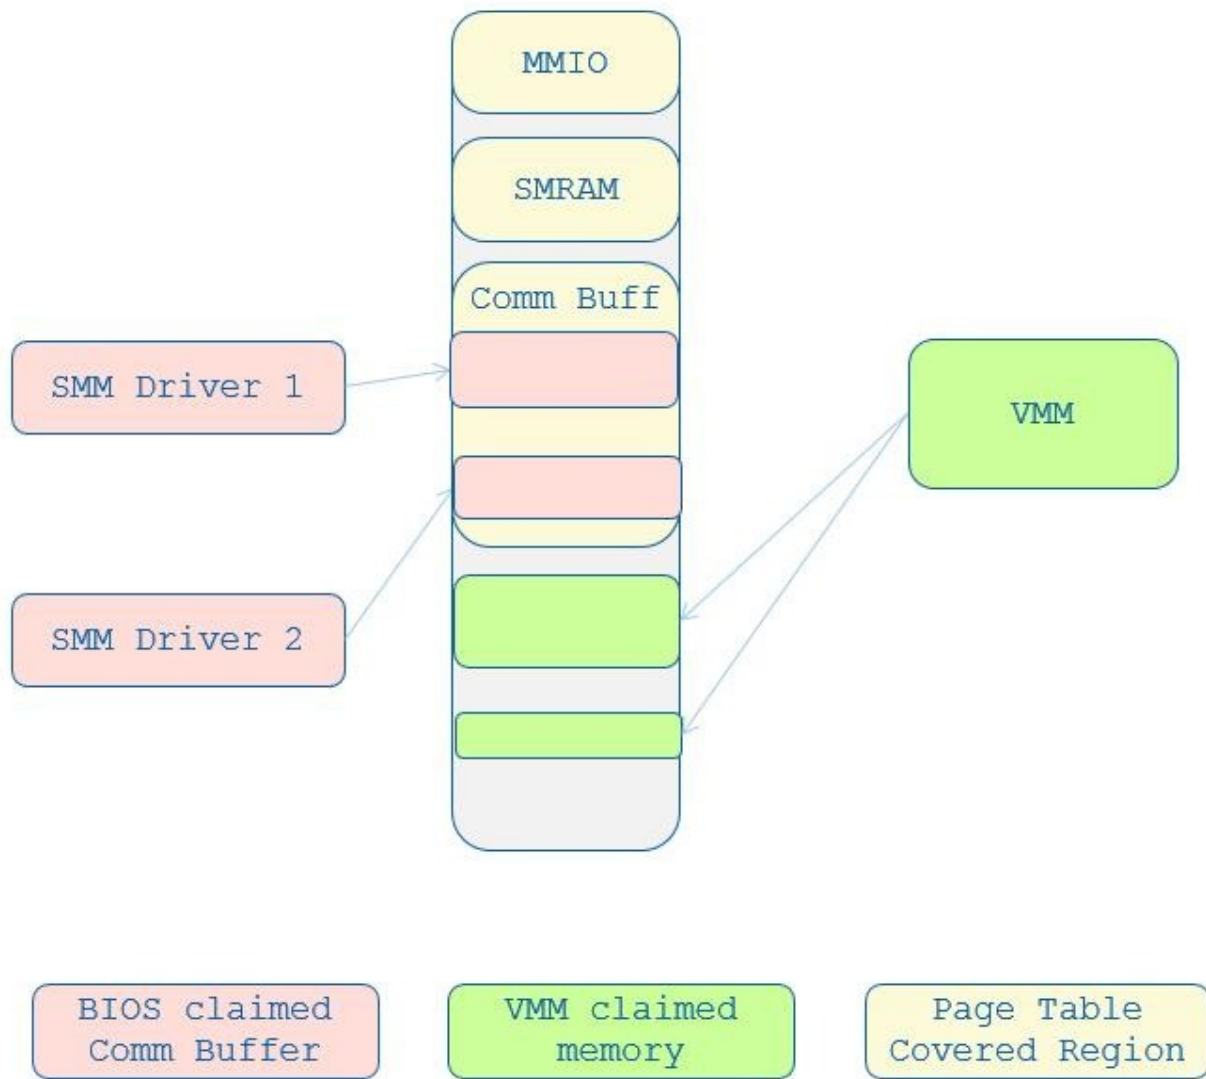 MMIO
SMRAM
Comm Buff
SMM Driver 1
VMM
SMM Driver 2
BIOS claimed
Comm Buffer
VMM claimed
memory
Page Table
Covered Region